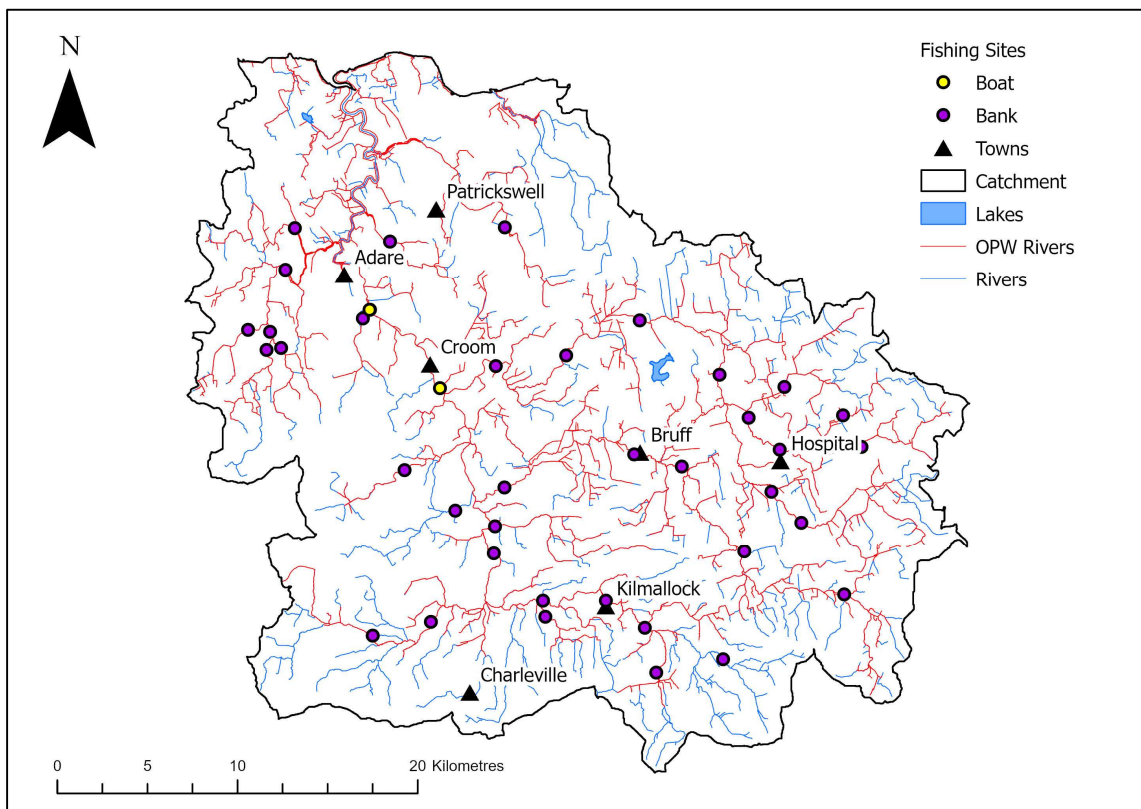 N
Fishing Sites
Boat
Bank
Towns
Catchment
Lakes
OPW Rivers
Rivers
Patrickswell
Adare
Croom
Bruff
Hospital
Kilmallock
Charleville
0 5 10 20 Kilometres